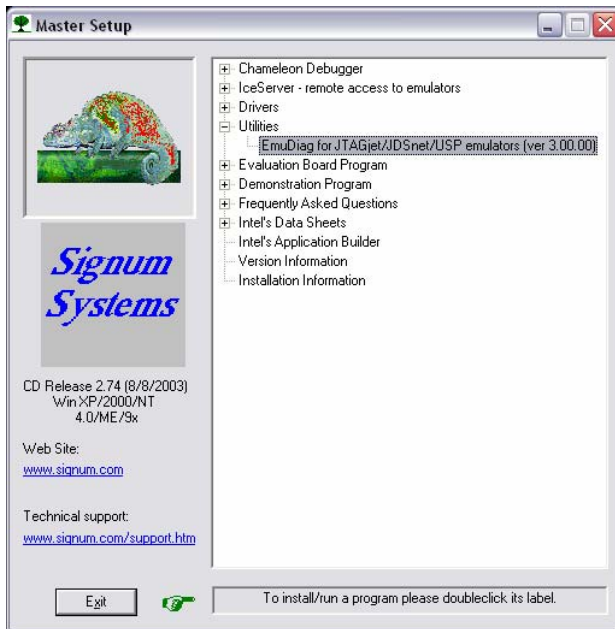 Master Setup
Chameleon Debugger
IceServer - remote access to emulators
Drivers
Utilities
EmuDiag for JTAGjet/JDSnet/USP emulators (ver 3.00.00)
Evaluation Board Program
Demonstration Program
Frequently Asked Questions
Intel's Data Sheets
Intel's Application Builder
Version Information
Installation Information
Signum
Systems
CD Release 2.74 (8/8/2003)
Win XP/2000/NT
4.0/ME/9x
Web Site:
www.signum.com
Technical support:
www.signum.com/support.htm
Exit
To install/run a program please doubleclick its label.